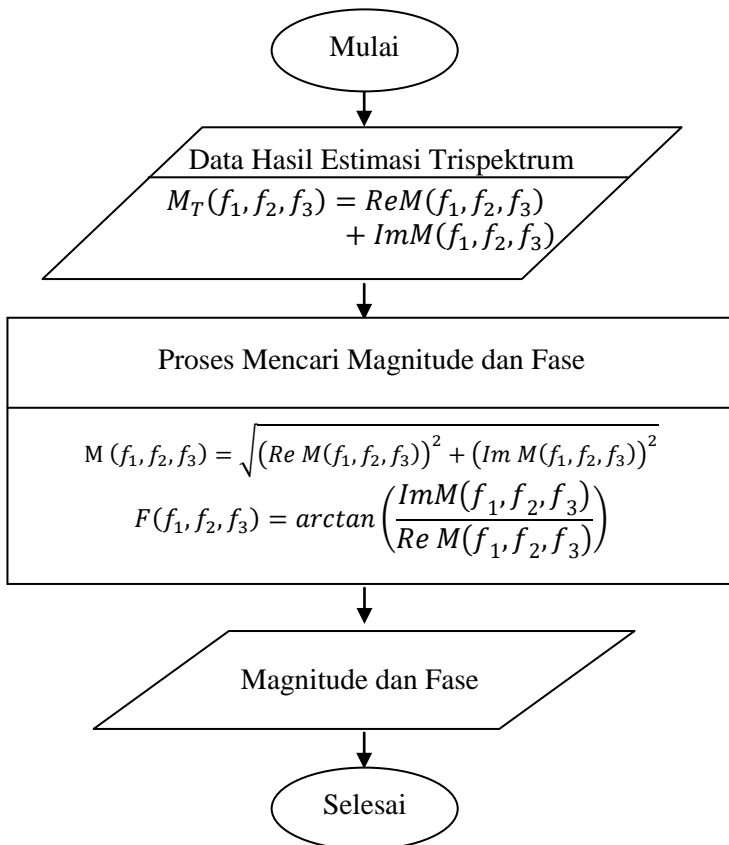 Mulai
Data Hasil Estimasi Trispektrum
M_T(f_1, f_2, f_3) = ReM(f_1, f_2, f_3)
+ ImM(f_1, f_2, f_3)
Proses Mencari Magnitude dan Fase
M (f_1, f_2, f_3) = √((Re M(f_1, f_2, f_3))^2 + (Im M(f_1, f_2, f_3))^2)
F(f_1, f_2, f_3) = arctan(ImM(f_1, f_2, f_3) / Re M(f_1, f_2, f_3))
Magnitude dan Fase
Selesai